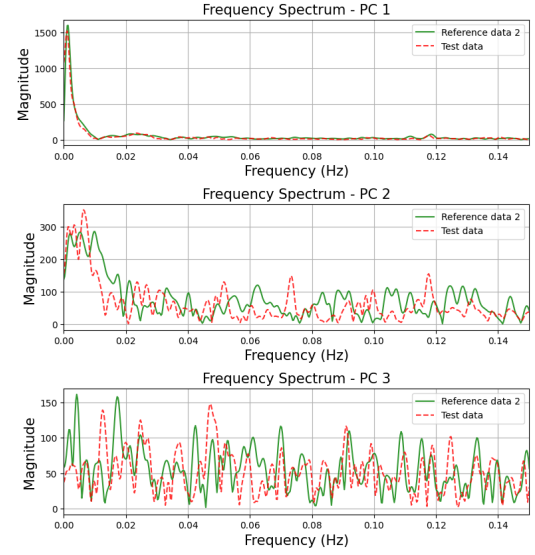 Frequency Spectrum - PC 1
Magnitude
1500
1000
500
0
Reference data 2
Test data
0.00 0.02 0.04 0.06 0.08 0.10 0.12 0.14
Frequency (Hz)
Frequency Spectrum - PC 2
Magnitude
300
200
100
0
Reference data 2
Test data
0.00 0.02 0.04 0.06 0.08 0.10 0.12 0.14
Frequency (Hz)
Frequency Spectrum - PC 3
Magnitude
150
100
50
0
Reference data 2
Test data
0.00 0.02 0.04 0.06 0.08 0.10 0.12 0.14
Frequency (Hz)